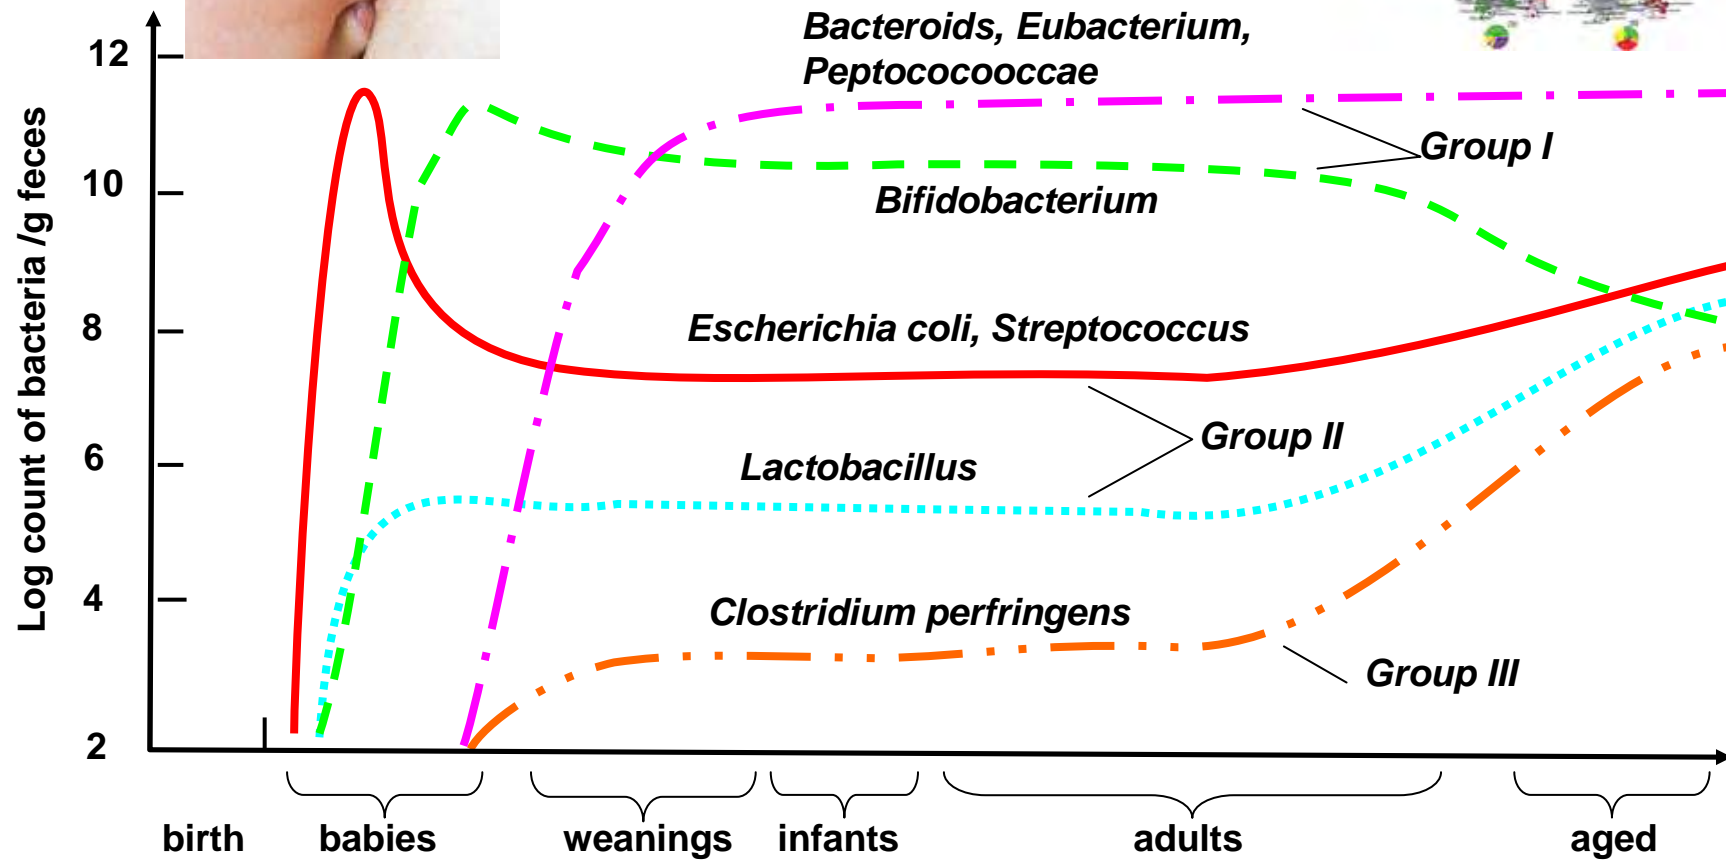 Bacteroids, Eubacterium,
Peptococooccae
12
Group I
10
Bifidobacterium
Log count of bacteria /g feces
8
Escherichia coli, Streptococcus
Group II
6
Lactobacillus
4
Clostridium perfringens
Group III
2
birth
babies
weanings
infants
adults
aged